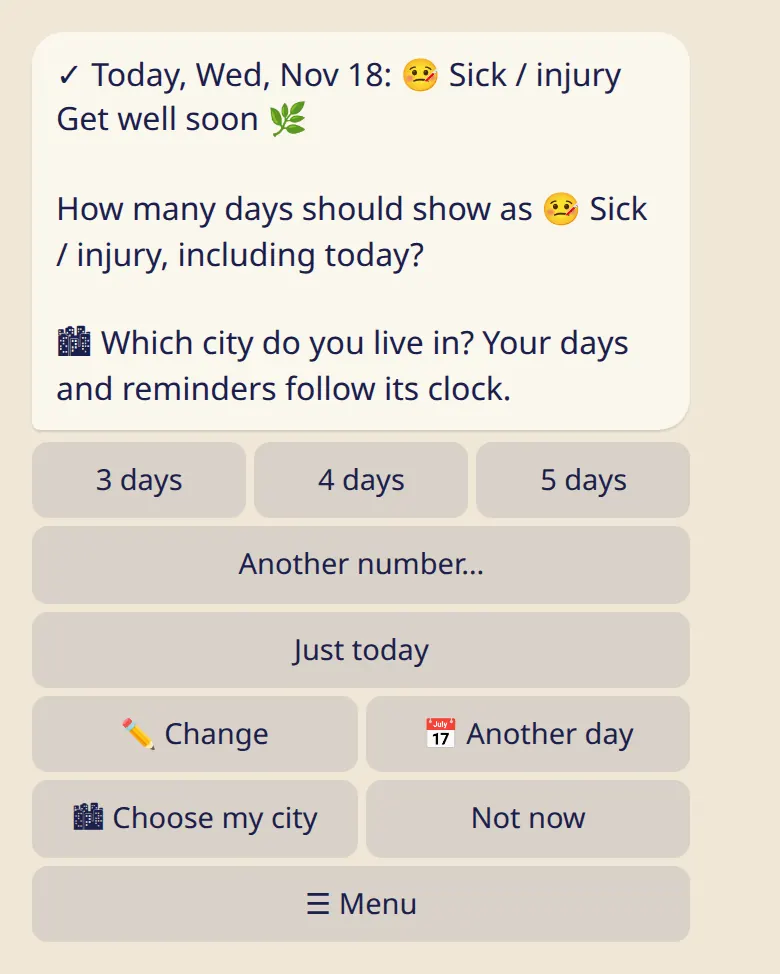 ✓ Today, Wed, Nov 18: 🤒 Sick / injury
Get well soon 🌿
How many days should show as 🤒 Sick
/ injury, including today?
🏙 Which city do you live in? Your days
and reminders follow its clock.
3 days
4 days
5 days
Another number...
Just today
✏️ Change
📅 Another day
🏙 Choose my city
Not now
☰ Menu